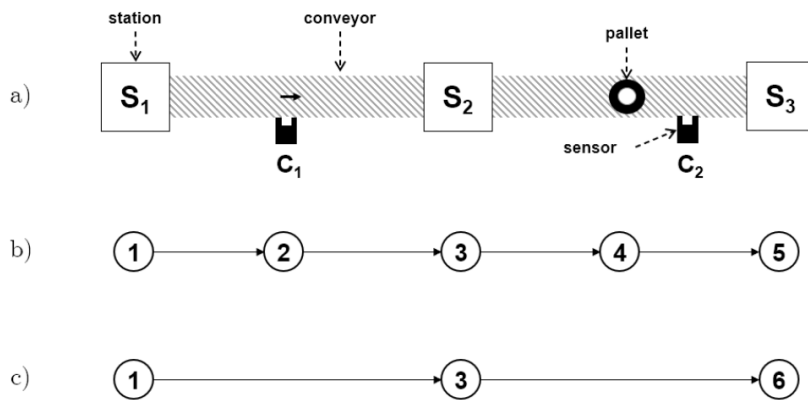 station conveyor pallet
a) S1 S2 S3
sensor
C1 C2
b) 1 2 3 4 5
c) 1 3 6